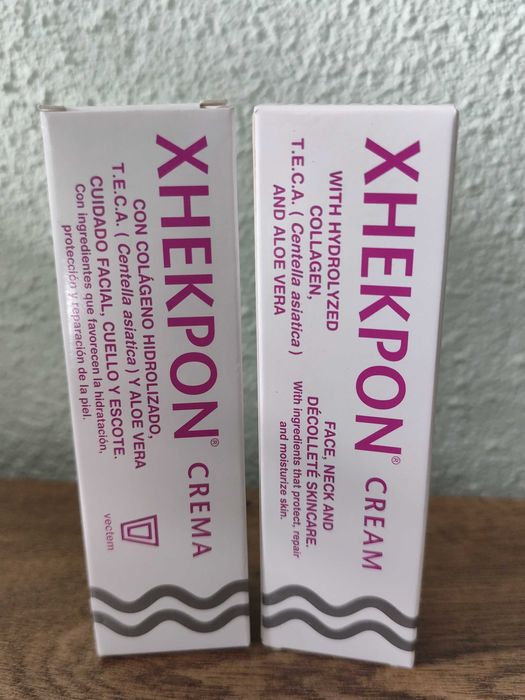 XHEKPON® CREMA
CON COLÁGENO HIDROLIZADO,
T.E.C.A. ( Centella asiatica ) Y ALOE VERA
CUIDADO FACIAL, CUELLO Y ESCOTE.
Con ingredientes que favorecen la hidratación,
protección y reparación de la piel.
vectem
XHEKPON® CREAM
WITH HYDROLYZED
COLLAGEN,
T.E.C.A. ( Centella asiatica )
AND ALOE VERA
FACE, NECK AND
DÉCOLLETÉ SKINCARE.
With ingredients that protect, repair
and moisturize skin.